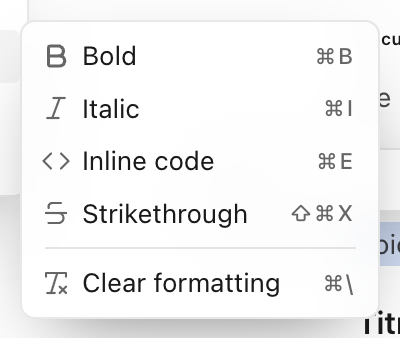 Bold ⌘B
Italic ⌘I
Inline code ⌘E
Strikethrough ⇧⌘X
Clear formatting ⌘\